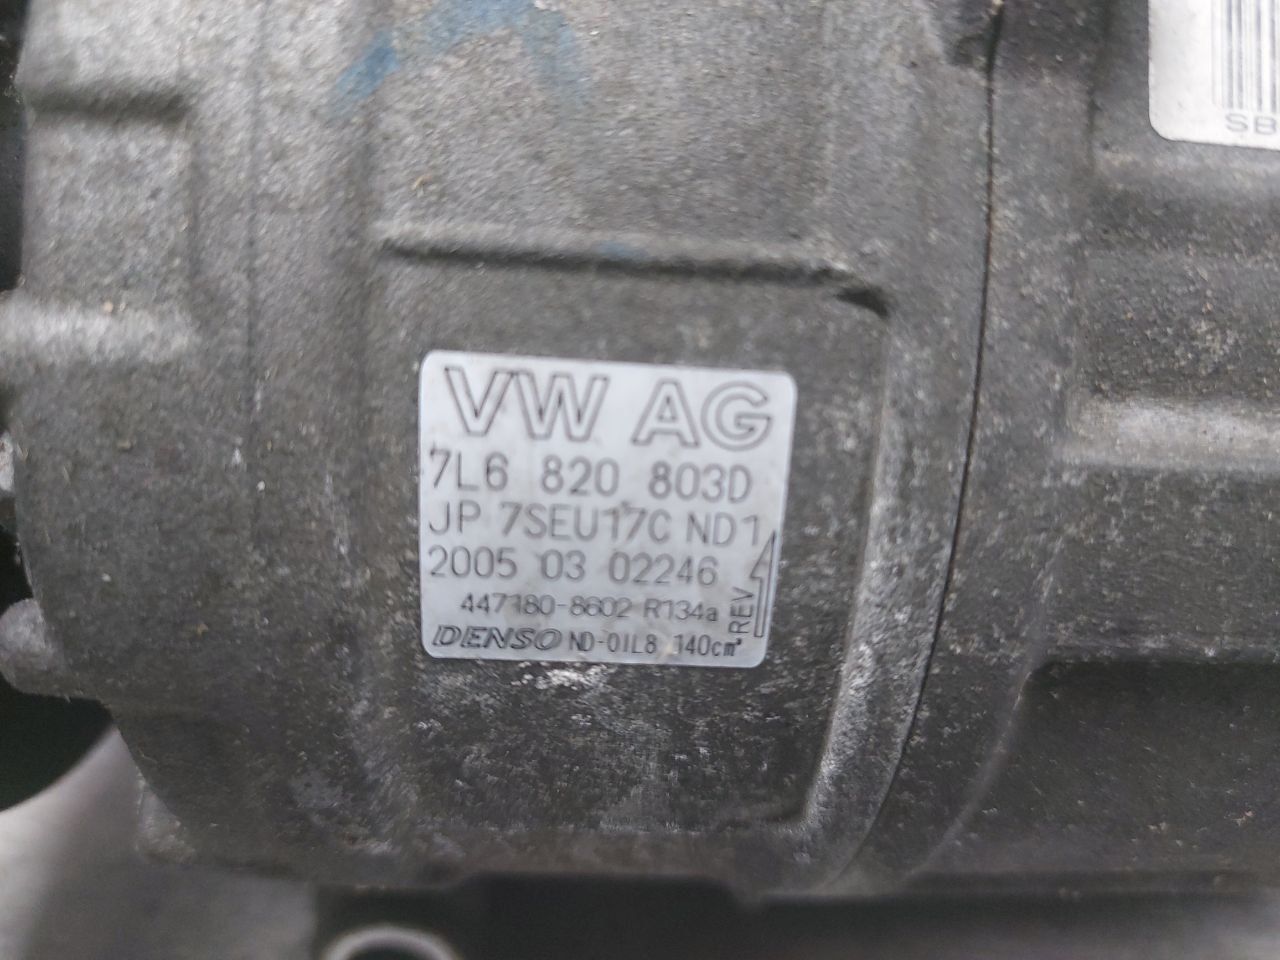 SB
VW AG
7L6 820 803D
JP 7SEU17C ND1
2005 03 02246
447180-8602 R134a
DENSO ND-OIL8 140cm³
REV